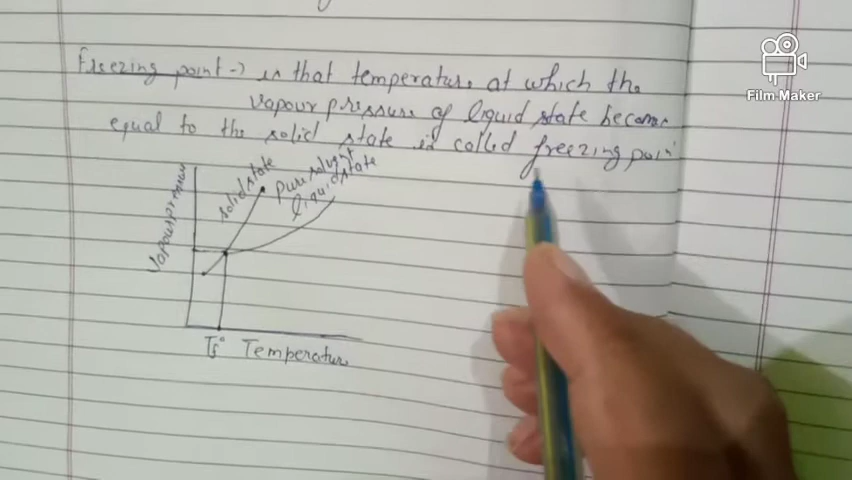 Film Maker
Freezing point → is that temperature at which the
vapour pressure of liquid state become
equal to the solid state is called freezing point
solid state
pure solvent
liquid state
Vapour pressure
Tf° Temperature